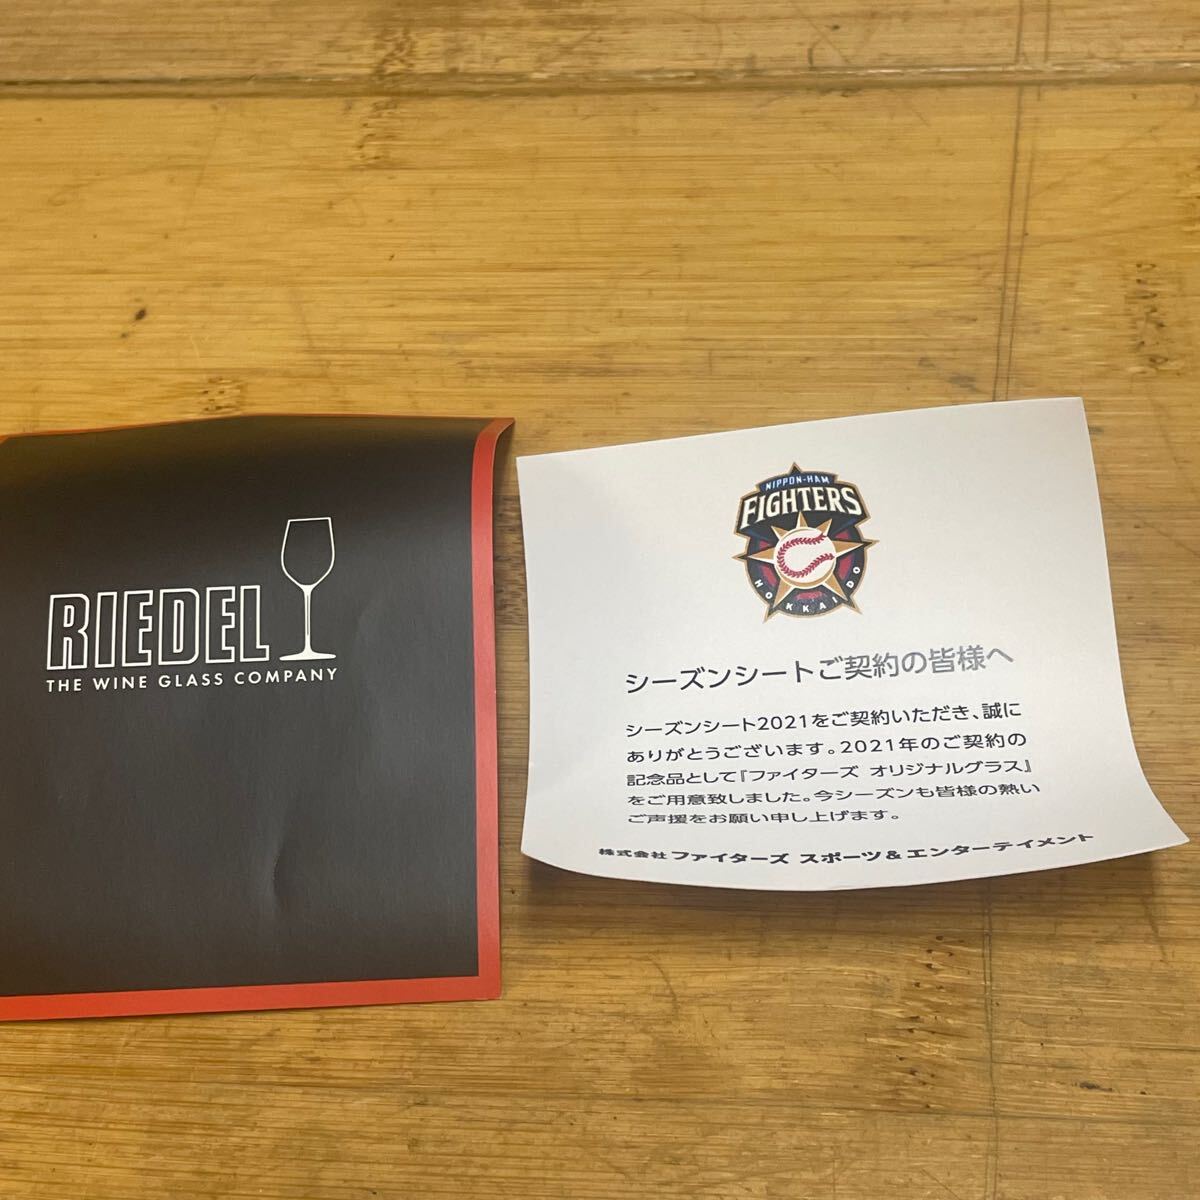 RIEDEL
THE WINE GLASS COMPANY
NIPPON-HAM
FIGHTERS
HOKKAIDO
シーズンシートご契約の皆様へ
シーズンシート2021をご契約いただき、誠に
ありがとうございます。2021年のご契約の
記念品として『ファイターズ オリジナルグラス』
をご用意致しました。今シーズンも皆様の熱い
ご声援をお願い申し上げます。
株式会社 ファイターズ スポーツ&エンターテイメント